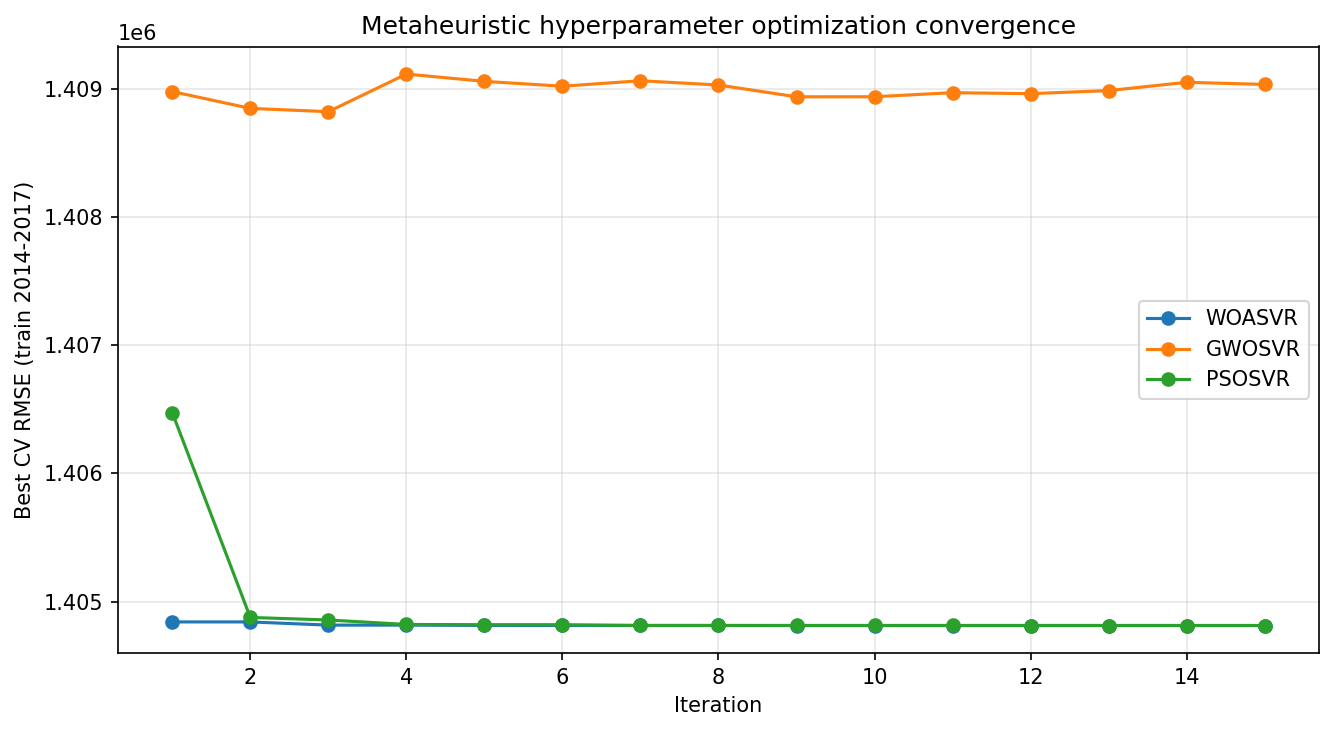 Metaheuristic hyperparameter optimization convergence
1e6
1.409
1.408
1.407
1.406
1.405
Best CV RMSE (train 2014-2017)
WOASVR
GWOSVR
PSOSVR
2
4
6
8
10
12
14
Iteration